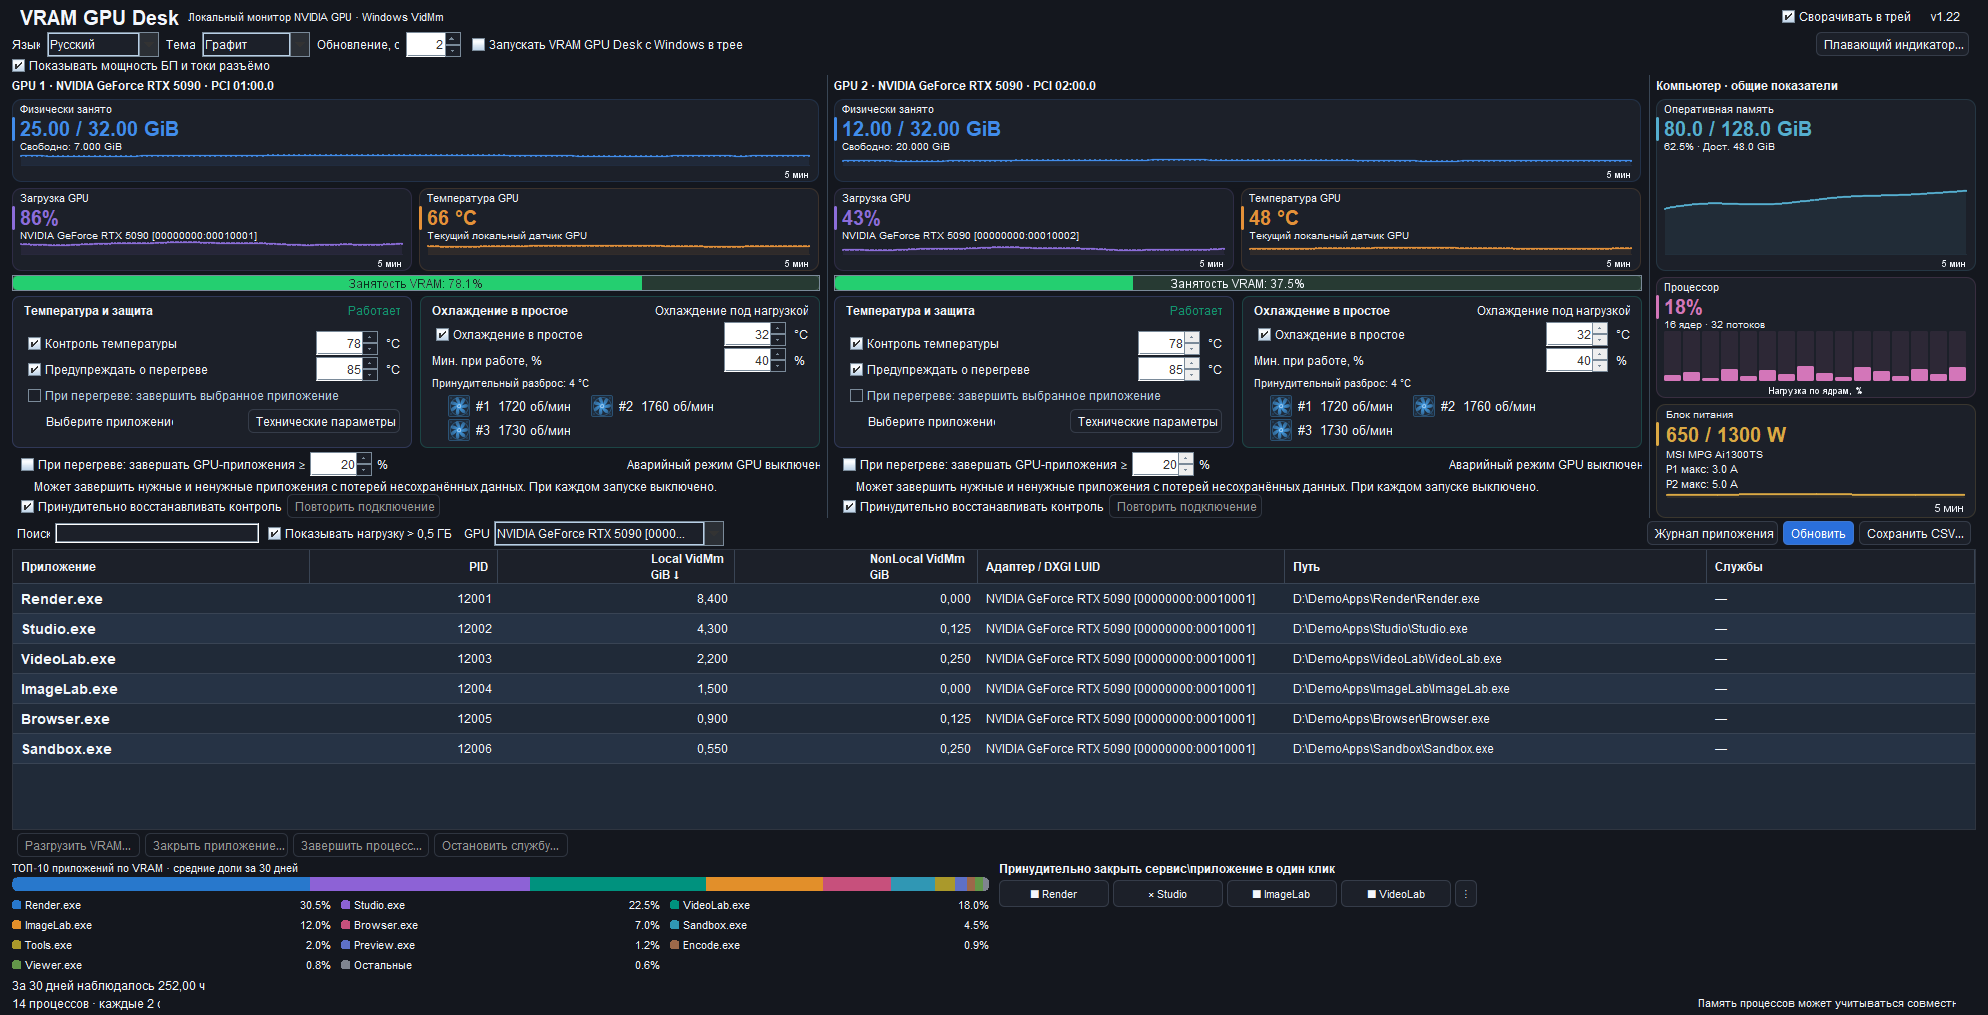 VRAM GPU Desk Локальный монитор NVIDIA GPU · Windows VidMm
Сворачивать в трей v1.22
Язык Русский Тема Графит Обновление, с 2 Запускать VRAM GPU Desk с Windows в трее
Плавающий индикатор...
Показывать мощность БП и токи разъёмо
GPU 1 · NVIDIA GeForce RTX 5090 · PCI 01:00.0
Физически занято
25.00 / 32.00 GiB
Свободно: 7.000 GiB
5 мин
Загрузка GPU
86%
NVIDIA GeForce RTX 5090 [00000000:00010001]
5 мин
Температура GPU
66 °C
Текущий локальный датчик GPU
5 мин
Занятость VRAM: 78.1%
Температура и защита Работает
Контроль температуры 78 °C
Предупреждать о перегреве 85 °C
При перегреве: завершить выбранное приложение
Выберите приложени Технические параметры
Охлаждение в простое Охлаждение под нагрузкой
Охлаждение в простое 32 °C
Мин. при работе, % 40 %
Принудительный разброс: 4 °C
#1 1720 об/мин #2 1760 об/мин
#3 1730 об/мин
При перегреве: завершать GPU-приложения ≥ 20 % Аварийный режим GPU выключен
Может завершить нужные и ненужные приложения с потерей несохранённых данных. При каждом запуске выключено.
Принудительно восстанавливать контроль Повторить подключение
GPU 2 · NVIDIA GeForce RTX 5090 · PCI 02:00.0
Физически занято
12.00 / 32.00 GiB
Свободно: 20.000 GiB
5 мин
Загрузка GPU
43%
NVIDIA GeForce RTX 5090 [00000000:00010002]
5 мин
Температура GPU
48 °C
Текущий локальный датчик GPU
5 мин
Занятость VRAM: 37.5%
Температура и защита Работает
Контроль температуры 78 °C
Предупреждать о перегреве 85 °C
При перегреве: завершить выбранное приложение
Выберите приложени Технические параметры
Охлаждение в простое Охлаждение под нагрузкой
Охлаждение в простое 32 °C
Мин. при работе, % 40 %
Принудительный разброс: 4 °C
#1 1720 об/мин #2 1760 об/мин
#3 1730 об/мин
При перегреве: завершать GPU-приложения ≥ 20 % Аварийный режим GPU выключен
Может завершить нужные и ненужные приложения с потерей несохранённых данных. При каждом запуске выключено.
Принудительно восстанавливать контроль Повторить подключение
Компьютер · общие показатели
Оперативная память
80.0 / 128.0 GiB
62.5% · Дост. 48.0 GiB
5 мин
Процессор
18%
16 ядер · 32 потоков
Нагрузка по ядрам, %
Блок питания
650 / 1300 W
MSI MPG Ai1300TS
P1 макс: 3.0 A
P2 макс: 5.0 A
5 мин
Поиск Показывать нагрузку > 0,5 ГБ GPU NVIDIA GeForce RTX 5090 [0000... Журнал приложения Обновить Сохранить CSV...
Приложение PID Local VidMm GiB ↓ NonLocal VidMm GiB Адаптер / DXGI LUID Путь Службы
Render.exe 12001 8,400 0,000 NVIDIA GeForce RTX 5090 [00000000:00010001] D:\DemoApps\Render\Render.exe —
Studio.exe 12002 4,300 0,125 NVIDIA GeForce RTX 5090 [00000000:00010001] D:\DemoApps\Studio\Studio.exe —
VideoLab.exe 12003 2,200 0,250 NVIDIA GeForce RTX 5090 [00000000:00010001] D:\DemoApps\VideoLab\VideoLab.exe —
ImageLab.exe 12004 1,500 0,000 NVIDIA GeForce RTX 5090 [00000000:00010001] D:\DemoApps\ImageLab\ImageLab.exe —
Browser.exe 12005 0,900 0,125 NVIDIA GeForce RTX 5090 [00000000:00010001] D:\DemoApps\Browser\Browser.exe —
Sandbox.exe 12006 0,550 0,250 NVIDIA GeForce RTX 5090 [00000000:00010001] D:\DemoApps\Sandbox\Sandbox.exe —
Разгрузить VRAM... Закрыть приложение... Завершить процесс... Остановить службу...
ТОП-10 приложений по VRAM · средние доли за 30 дней
Render.exe 30.5% Studio.exe 22.5% VideoLab.exe 18.0%
ImageLab.exe 12.0% Browser.exe 7.0% Sandbox.exe 4.5%
Tools.exe 2.0% Preview.exe 1.2% Encode.exe 0.9%
Viewer.exe 0.8% Остальные 0.6%
Принудительно закрыть сервис\приложение в один клик
■ Render × Studio ■ ImageLab ■ VideoLab ⋮
За 30 дней наблюдалось 252,00 ч
14 процессов · каждые 2 с
Память процессов может учитываться совместн